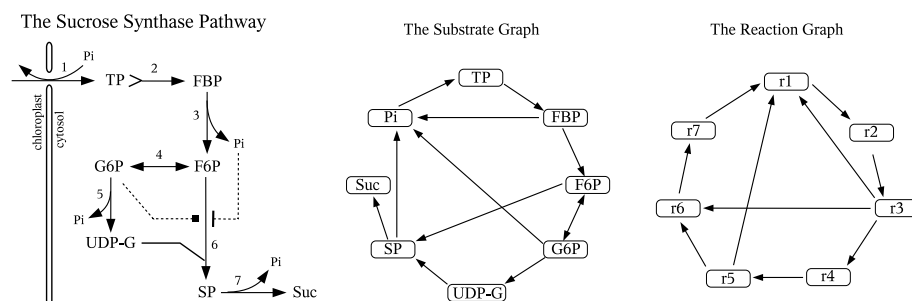 The Sucrose Synthase Pathway
The Substrate Graph
The Reaction Graph
chloroplast
cytosol
1
Pi
TP
2
FBP
3
Pi
G6P
4
F6P
5
Pi
UDP-G
6
SP
7
Pi
Suc
TP
Pi
FBP
Suc
F6P
SP
G6P
UDP-G
r1
r7
r2
r6
r3
r5
r4